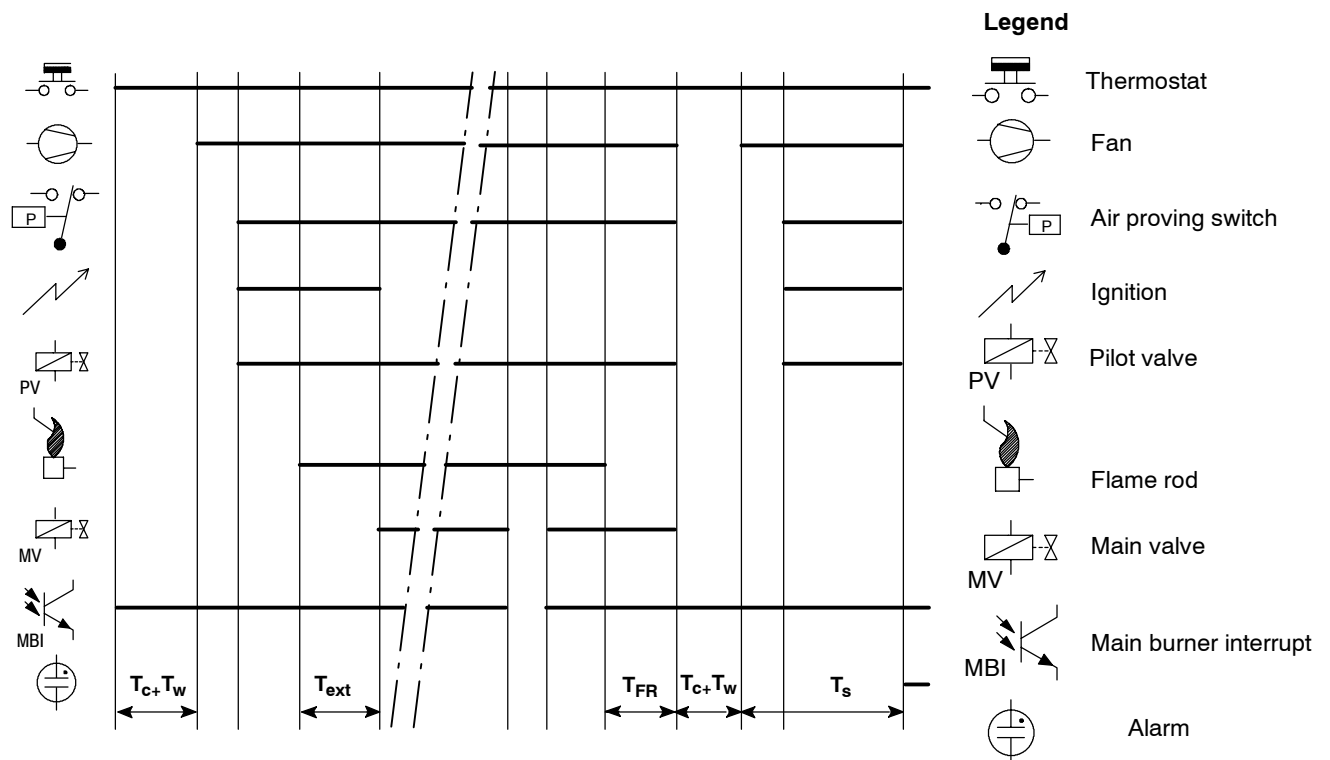 Legend
Thermostat
Fan
P
P
Air proving switch
Ignition
PV
PV
Pilot valve
Flame rod
MV
MV
Main valve
MBI
MBI
Main burner interrupt
Tc+Tw
Text
TFR
Tc+Tw
Ts
Alarm